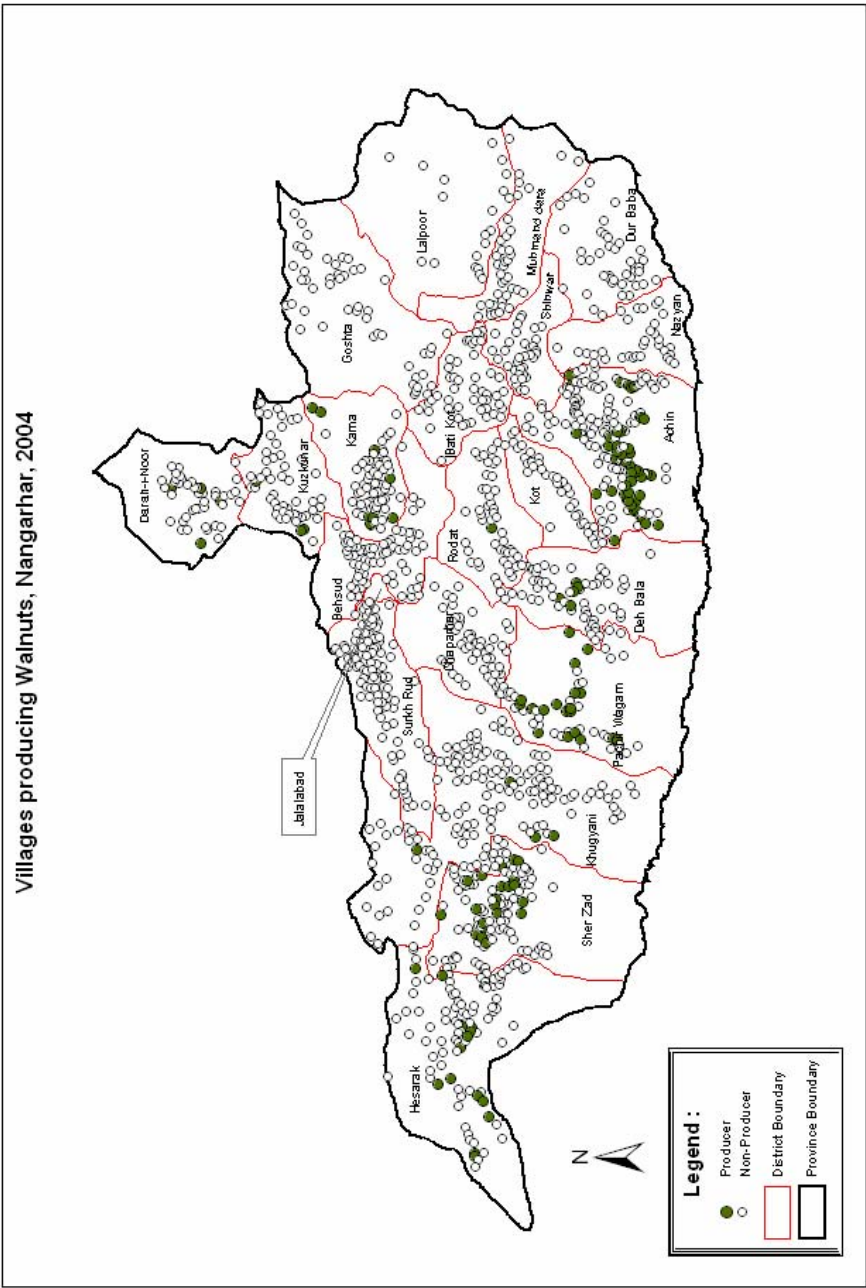 Villages producing Walnuts, Nangarhar, 2004
Darah-i-Noor
Kuzkunar
Kama
Goshta
Lalpoor
Behsud
Jalalabad
Surkh Rud
Bati Kot
Muhmand dara
Shinwar
Dur Baba
Nazyan
Achin
Kot
Rodat
Chaparhar
Deh Bala
Pachir Wagam
Khugyani
Sher Zad
Hesarak
N
Legend :
Producer
Non-Producer
District Boundary
Province Boundary